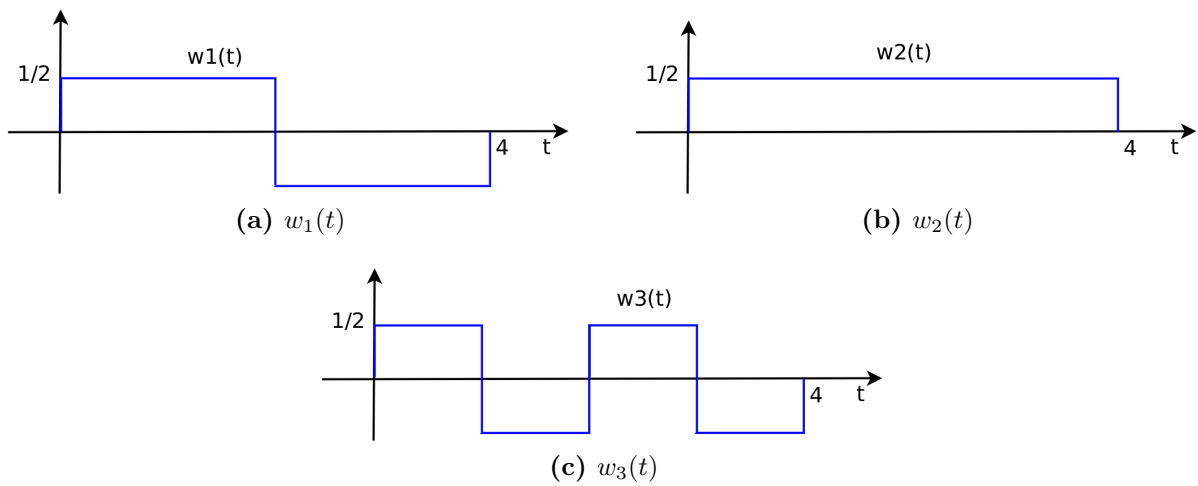 w1(t)
1/2
4 t
(a) w₁(t)
w2(t)
1/2
4 t
(b) w₂(t)
w3(t)
1/2
4 t
(c) w₃(t)